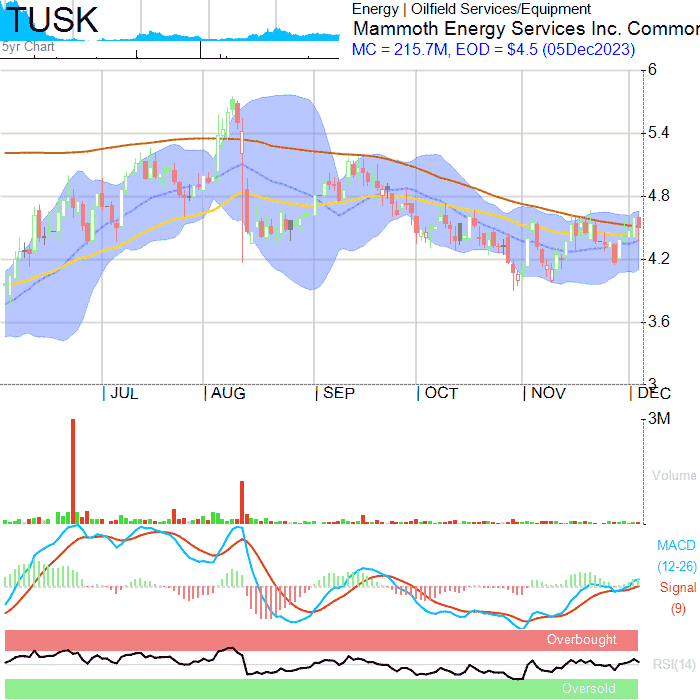 TUSK
5yr Chart
Energy | Oilfield Services/Equipment
Mammoth Energy Services Inc. Common
MC = 215.7M, EOD = $4.5 (05Dec2023)
6
5.4
4.8
4.2
3.6
3
| JUL | AUG | SEP | OCT | NOV | DEC
3M
Volume
MACD
(12-26)
Signal
(9)
Overbought
RSI(14)
Oversold